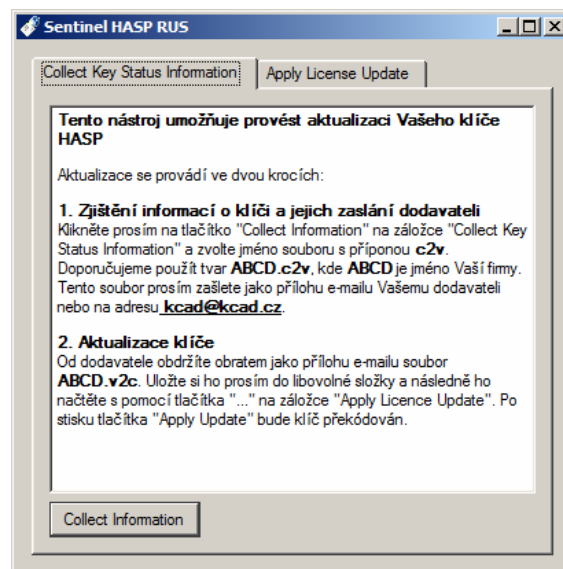 Sentinel HASP RUS
Collect Key Status Information
Apply License Update
Tento nástroj umožňuje provést aktualizaci Vašeho klíče
HASP
Aktualizace se provádí ve dvou krocích:
1. Zjištění informací o klíči a jejich zaslání dodavateli
Klikněte prosím na tlačítko "Collect Information" na záložce "Collect Key
Status Information" a zvolte jméno souboru s příponou c2v.
Doporučujeme použít tvar ABCD.c2v, kde ABCD je jméno Vaší firmy.
Tento soubor prosím zašlete jako přílohu e-mailu Vašemu dodavateli
nebo na adresu kcad@kcad.cz.
2. Aktualizace klíče
Od dodavatele obdržíte obratem jako přílohu e-mailu soubor
ABCD.v2c. Uložte si ho prosím do libovolné složky a následně ho
načtěte s pomocí tlačítka "..." na záložce "Apply Licence Update". Po
stisku tlačítka "Apply Update" bude klíč překódován.
Collect Information